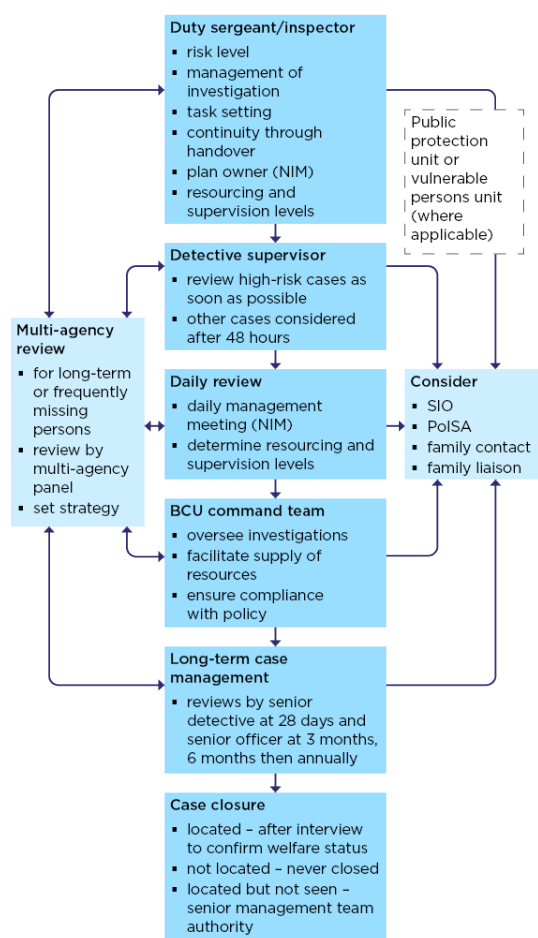 Duty sergeant/inspector
▪ risk level
▪ management of
investigation
▪ task setting
▪ continuity through
handover
▪ plan owner (NIM)
▪ resourcing and
supervision levels
Public
protection
unit or
vulnerable
persons unit
(where
applicable)
Detective supervisor
▪ review high-risk cases as
soon as possible
▪ other cases considered
after 48 hours
Multi-agency
review
▪ for long-term
or frequently
missing
persons
▪ review by
multi-agency
panel
▪ set strategy
Daily review
▪ daily management
meeting (NIM)
▪ determine resourcing and
supervision levels
Consider
▪ SIO
▪ PolSA
▪ family contact
▪ family liaison
BCU command team
▪ oversee investigations
▪ facilitate supply of
resources
▪ ensure compliance
with policy
Long-term case
management
▪ reviews by senior
detective at 28 days and
senior officer at 3 months,
6 months then annually
Case closure
▪ located – after interview
to confirm welfare status
▪ not located – never closed
▪ located but not seen –
senior management team
authority